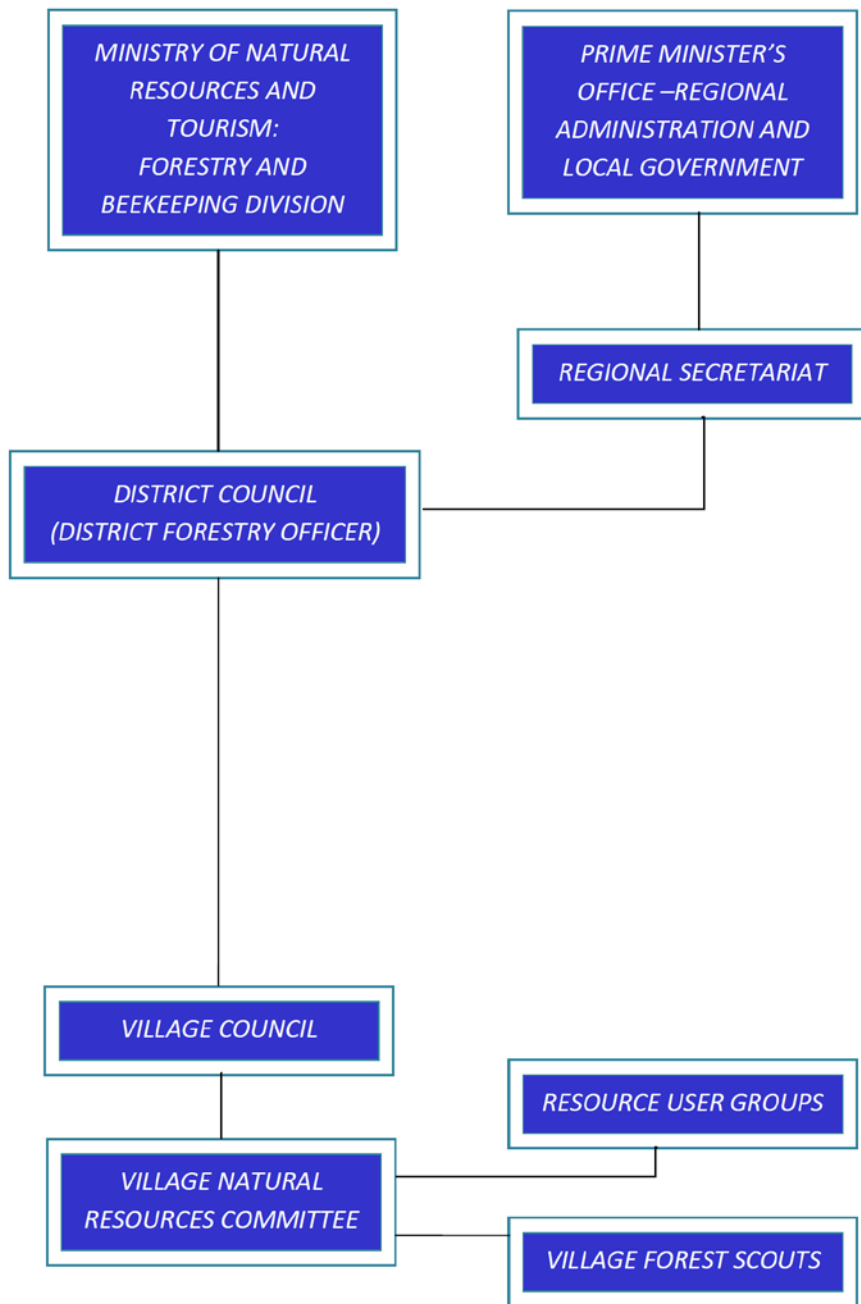 MINISTRY OF NATURAL
RESOURCES AND
TOURISM:
FORESTRY AND
BEEKEEPING DIVISION
PRIME MINISTER’S
OFFICE –REGIONAL
ADMINISTRATION AND
LOCAL GOVERNMENT
REGIONAL SECRETARIAT
DISTRICT COUNCIL
(DISTRICT FORESTRY OFFICER)
VILLAGE COUNCIL
RESOURCE USER GROUPS
VILLAGE NATURAL
RESOURCES COMMITTEE
VILLAGE FOREST SCOUTS